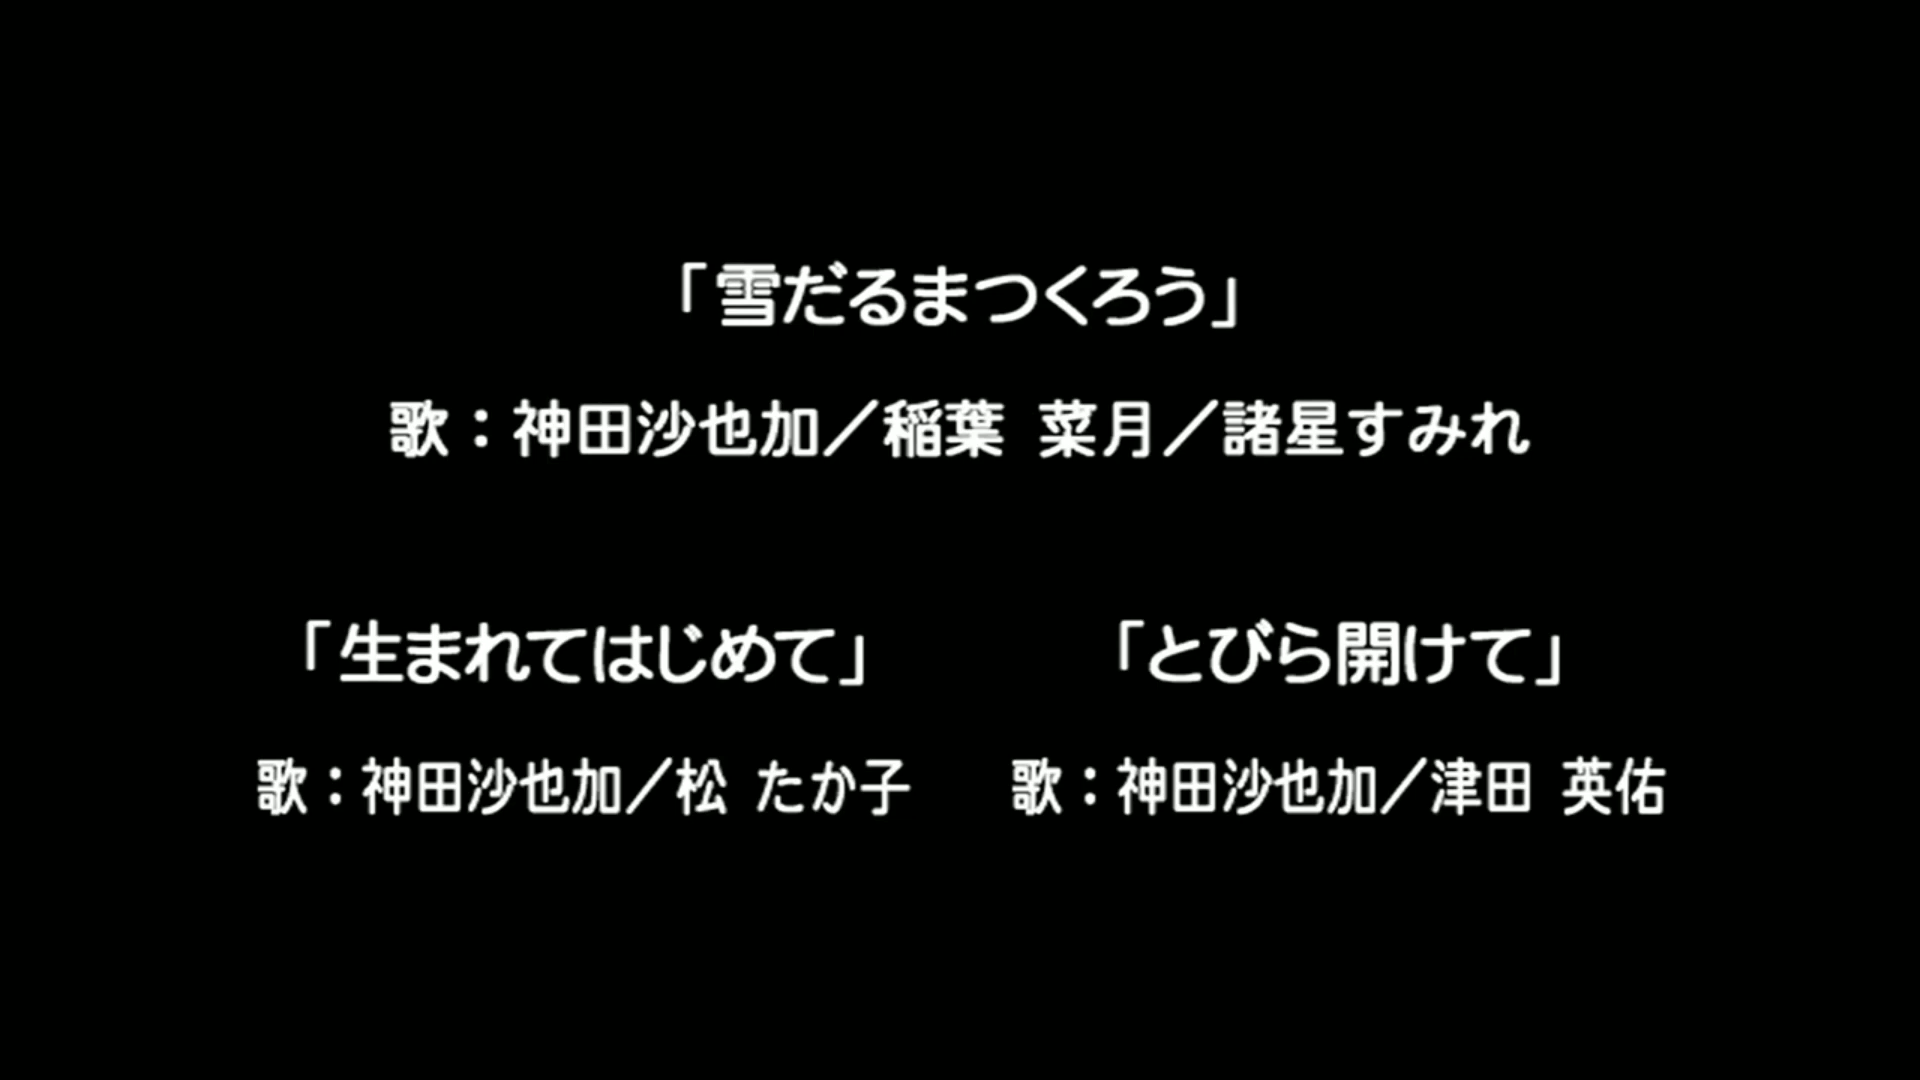 「雪だるまつくろう」
歌：神田沙也加／稲葉 菜月／諸星すみれ
「生まれてはじめて」
歌：神田沙也加／松 たか子
「とびら開けて」
歌：神田沙也加／津田 英佑